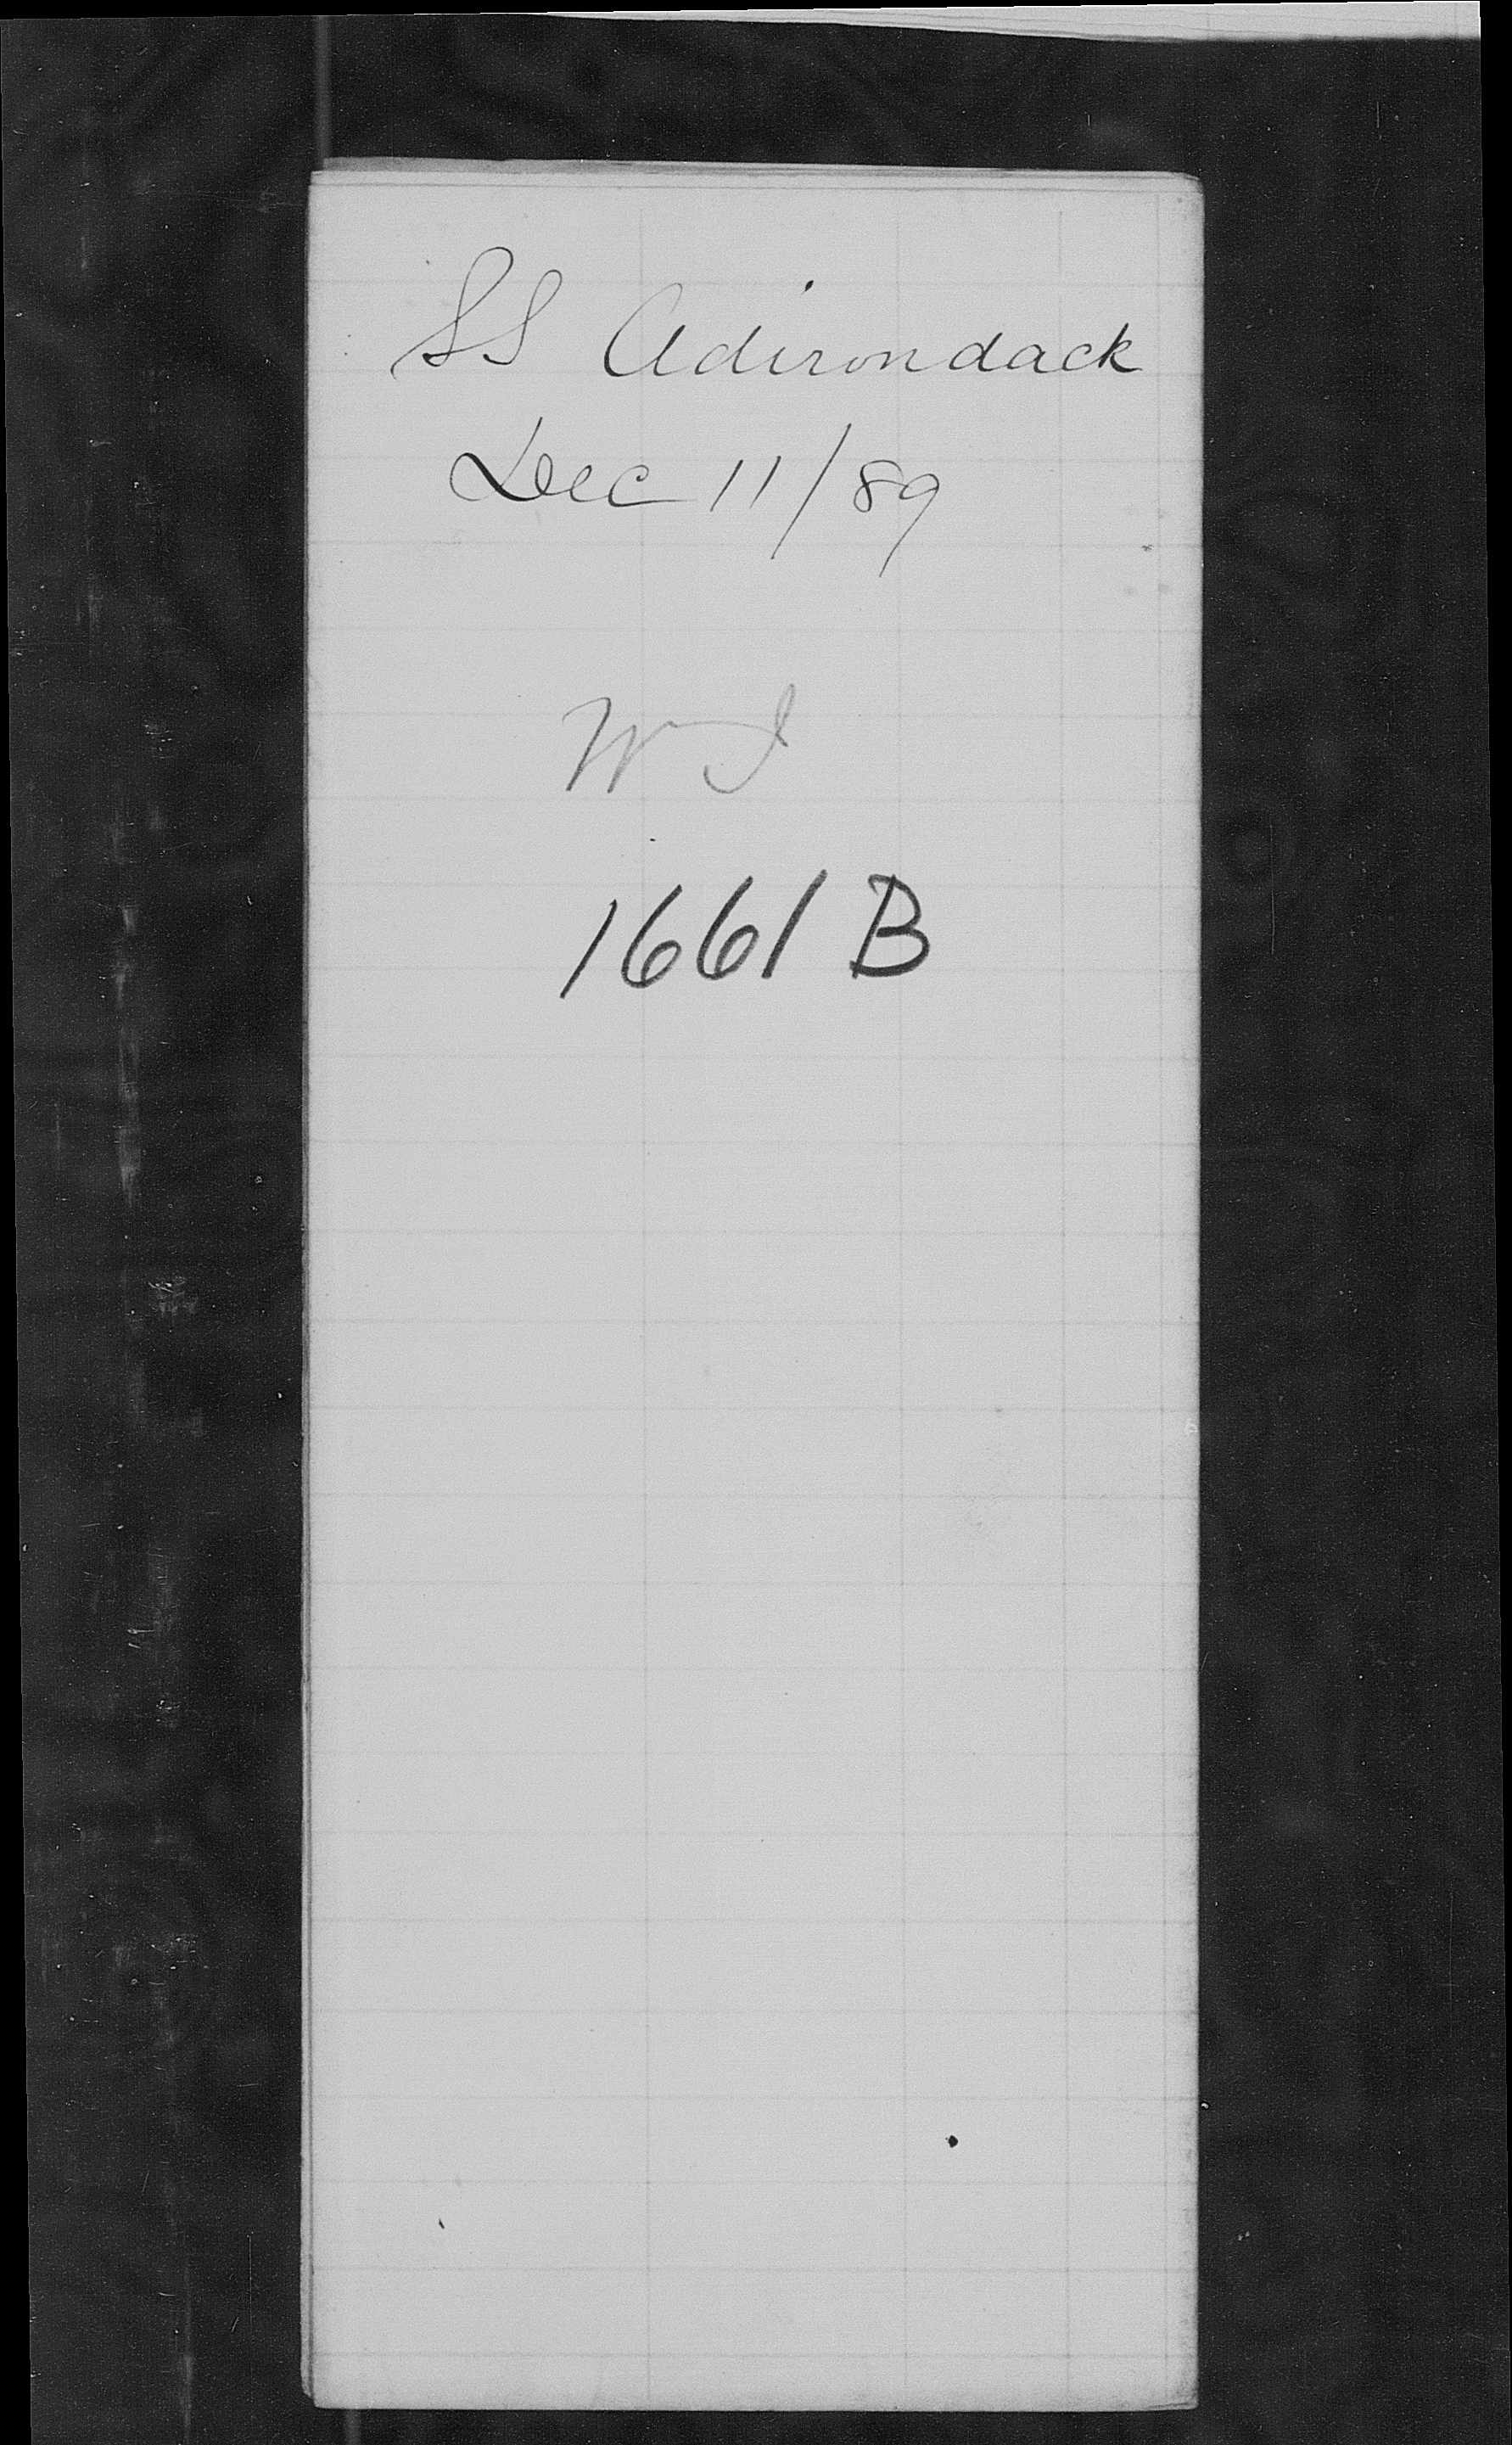 SS Adirondack
Dec 11/89
W I
1661 B